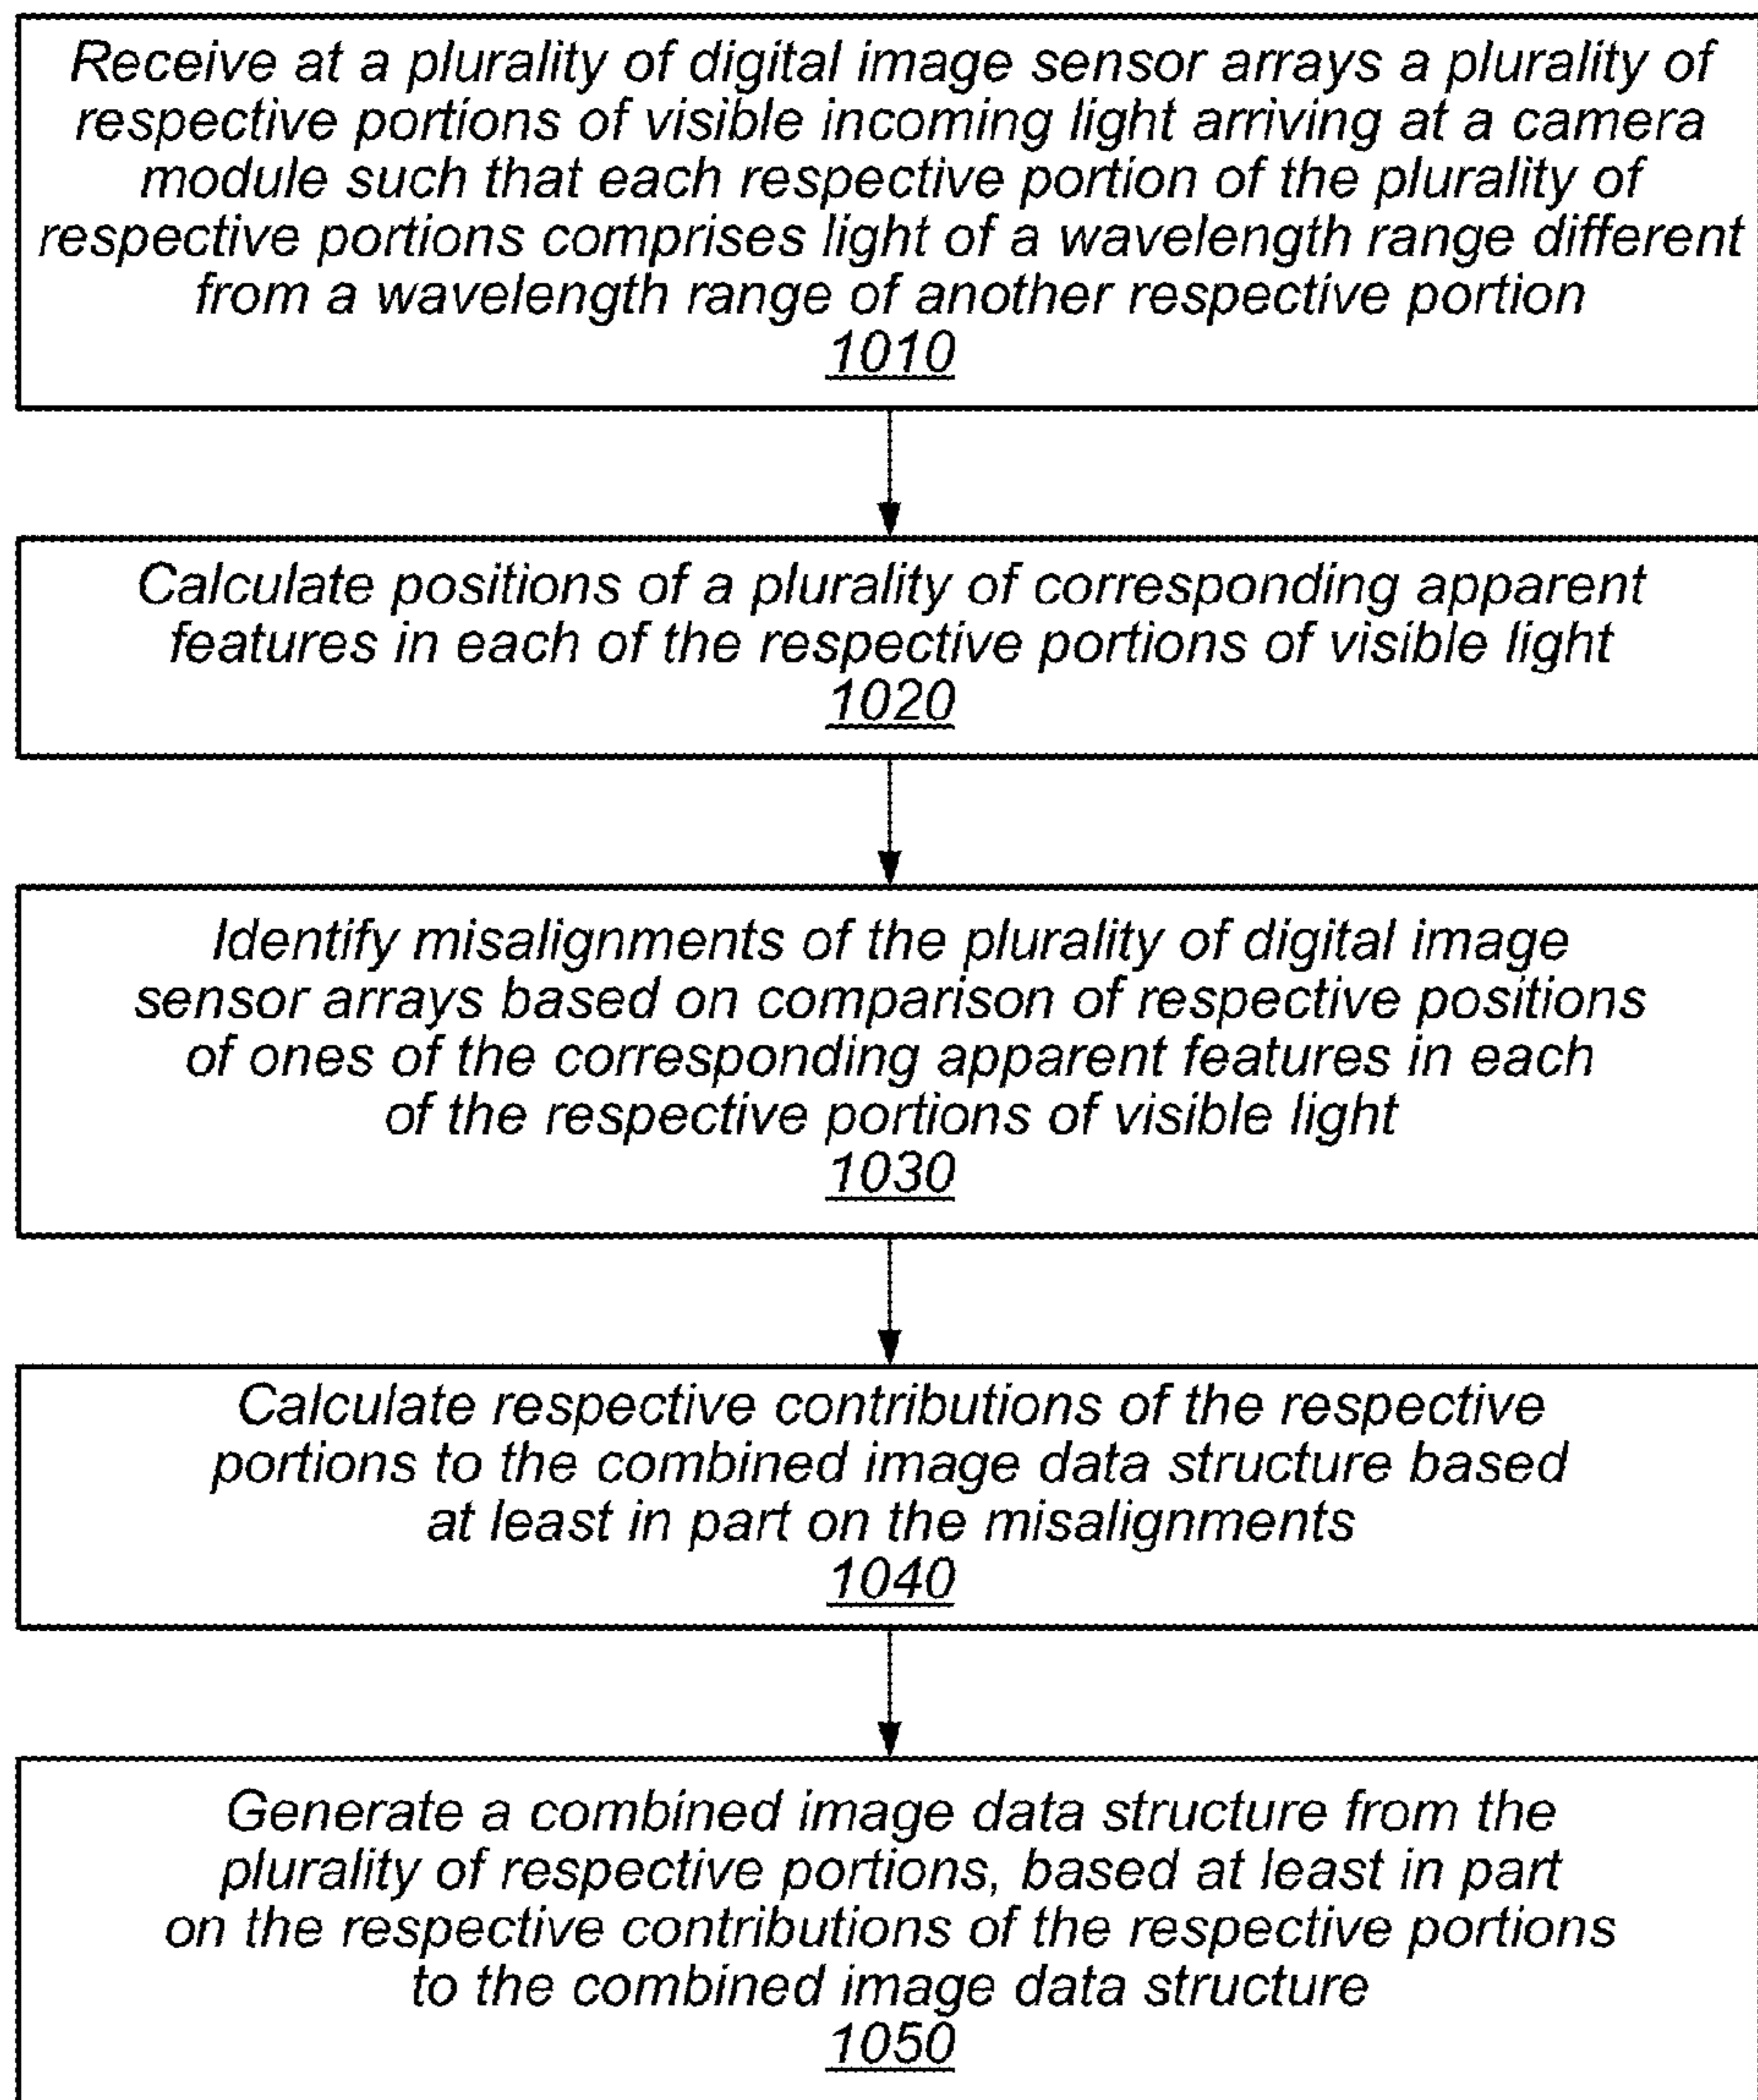 Receive at a plurality of digital image sensor arrays a plurality of
respective portions of visible incoming light arriving at a camera
module such that each respective portion of the plurality of
respective portions comprises light of a wavelength range different
from a wavelength range of another respective portion
1010
Calculate positions of a plurality of corresponding apparent
features in each of the respective portions of visible light
1020
Identify misalignments of the plurality of digital image
sensor arrays based on comparison of respective positions
of ones of the corresponding apparent features in each
of the respective portions of visible light
1030
Calculate respective contributions of the respective
portions to the combined image data structure based
at least in part on the misalignments
1040
Generate a combined image data structure from the
plurality of respective portions, based at least in part
on the respective contributions of the respective portions
to the combined image data structure
1050